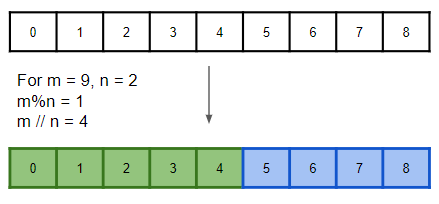 0 1 2 3 4 5 6 7 8
For m = 9, n = 2
m%n = 1
m // n = 4
0 1 2 3 4 5 6 7 8